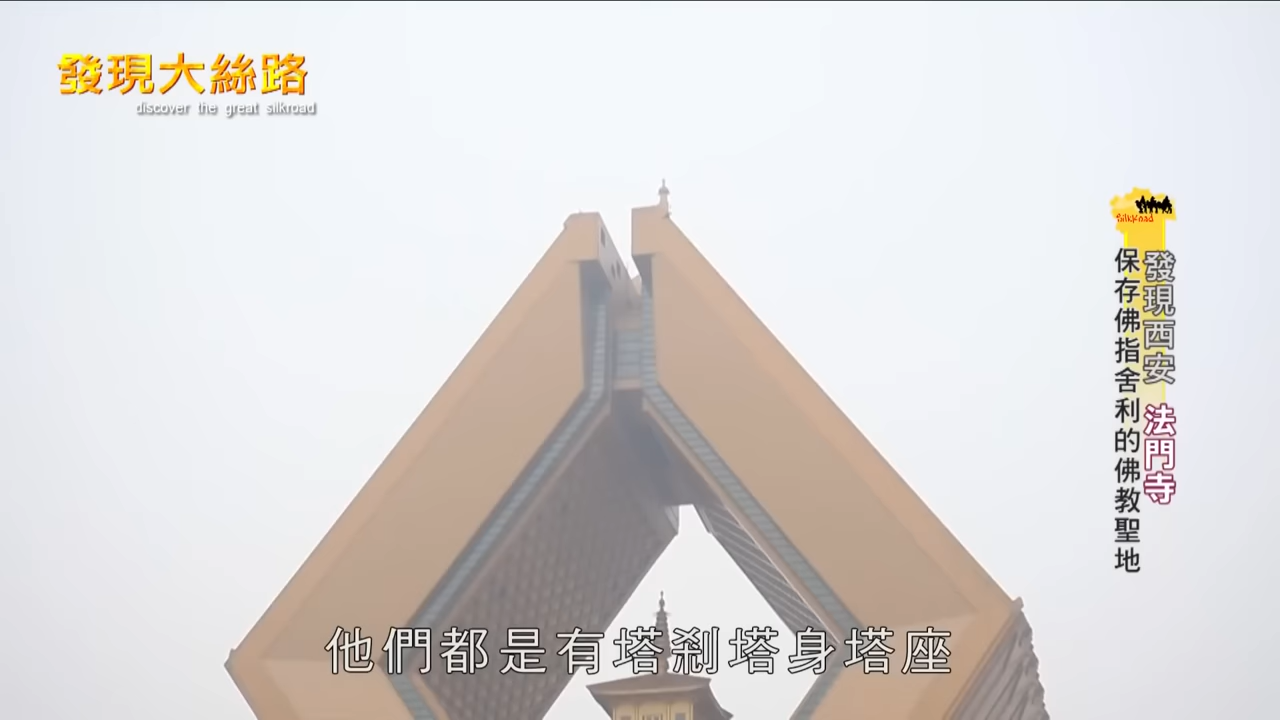 發現大絲路
discover the great silkroad
SilkRoad
發現西安 法門寺
保存佛指舍利的佛教聖地
他們都是有塔剎塔身塔座